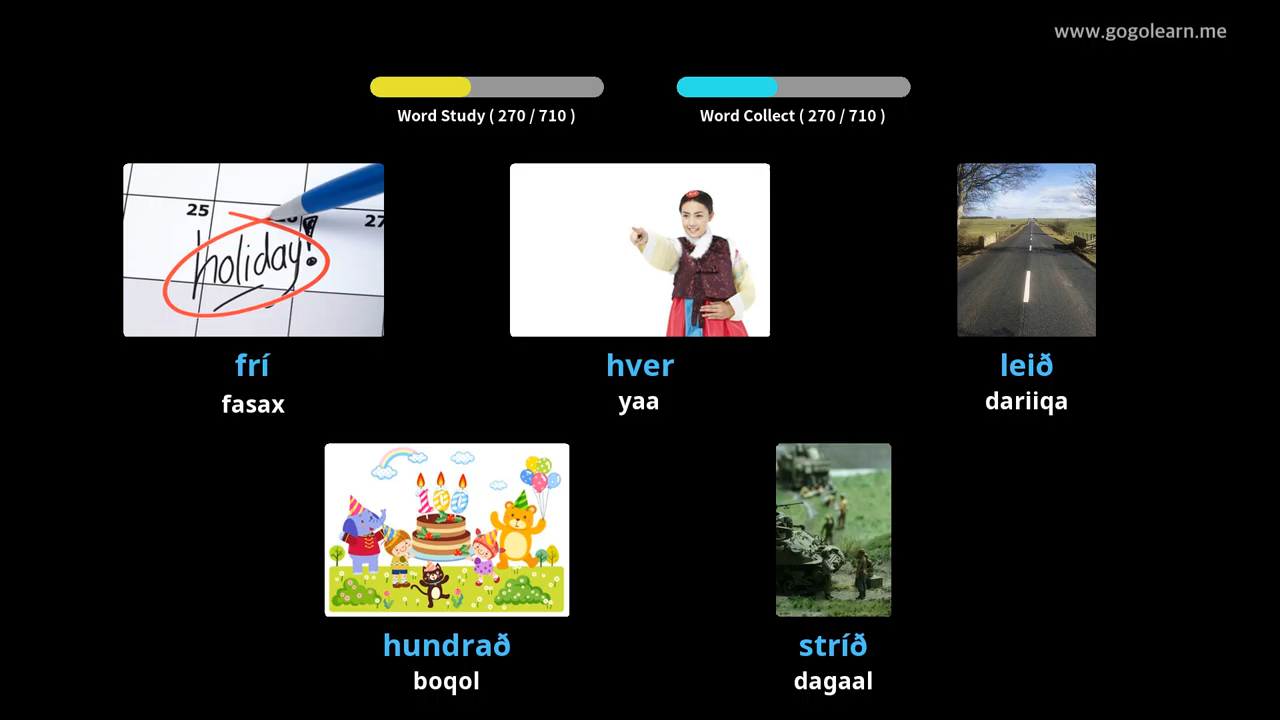 www.gogolearn.me
Word Study ( 270 / 710 )
Word Collect ( 270 / 710 )
25
27
holiday!
frí
fasax
hver
yaa
leið
dariiqa
100
hundrað
boqol
stríð
dagaal